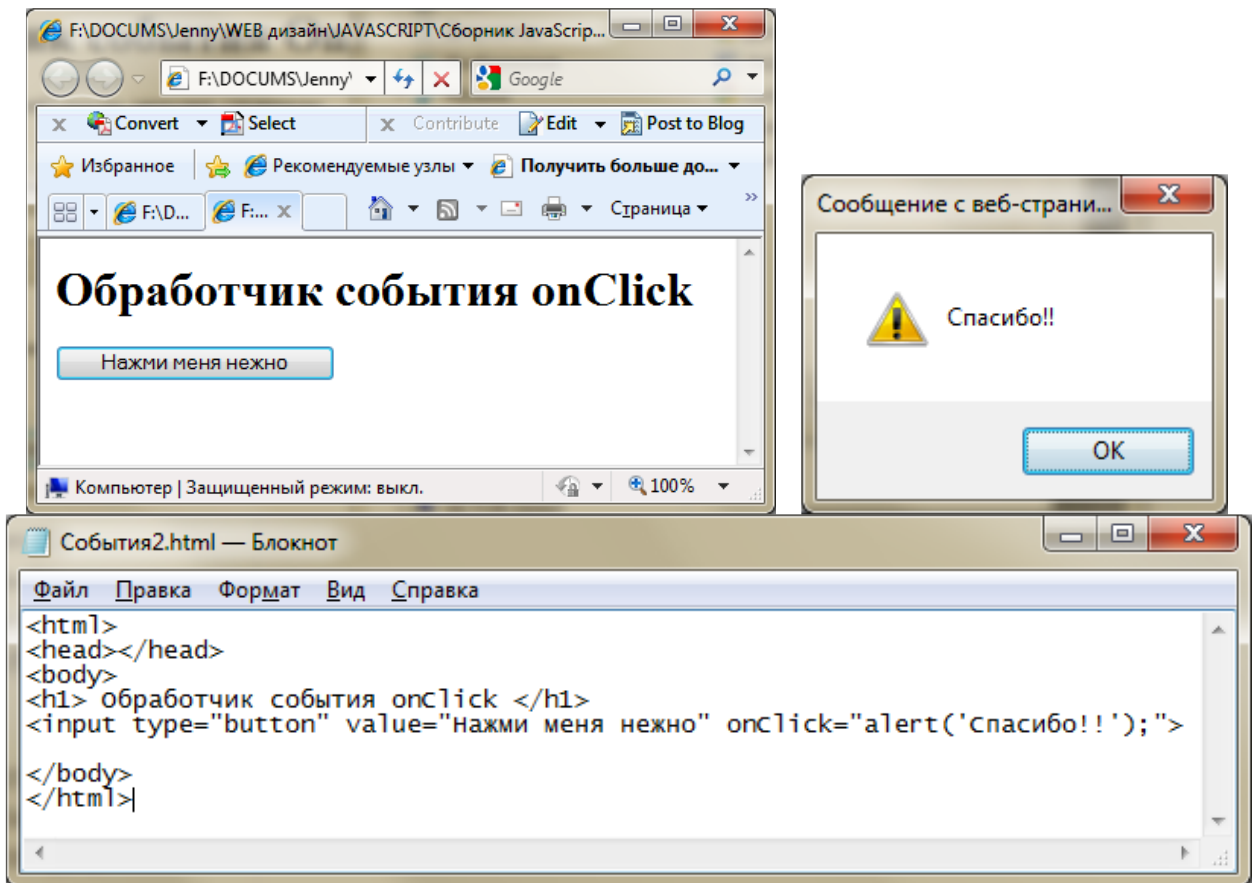 F:\DOCUMS\Jenny\WEB дизайн\JAVASCRIPT\Сборник JavaScrip...
F:\DOCUMS\Jenny\
Google
x Convert Select x Contribute Edit Post to Blog
Избранное Рекомендуемые узлы Получить больше до...
F:\D... F:... x Страница »
Обработчик события onClick
Нажми меня нежно
Компьютер | Защищенный режим: выкл. 100%
Сообщение с веб-страни...
Спасибо!!
OK
События2.html — Блокнот
Файл Правка Формат Вид Справка
<html>
<head></head>
<body>
<h1> Обработчик события onClick </h1>
<input type="button" value="Нажми меня нежно" onClick="alert('Спасибо!!');">
</body>
</html>